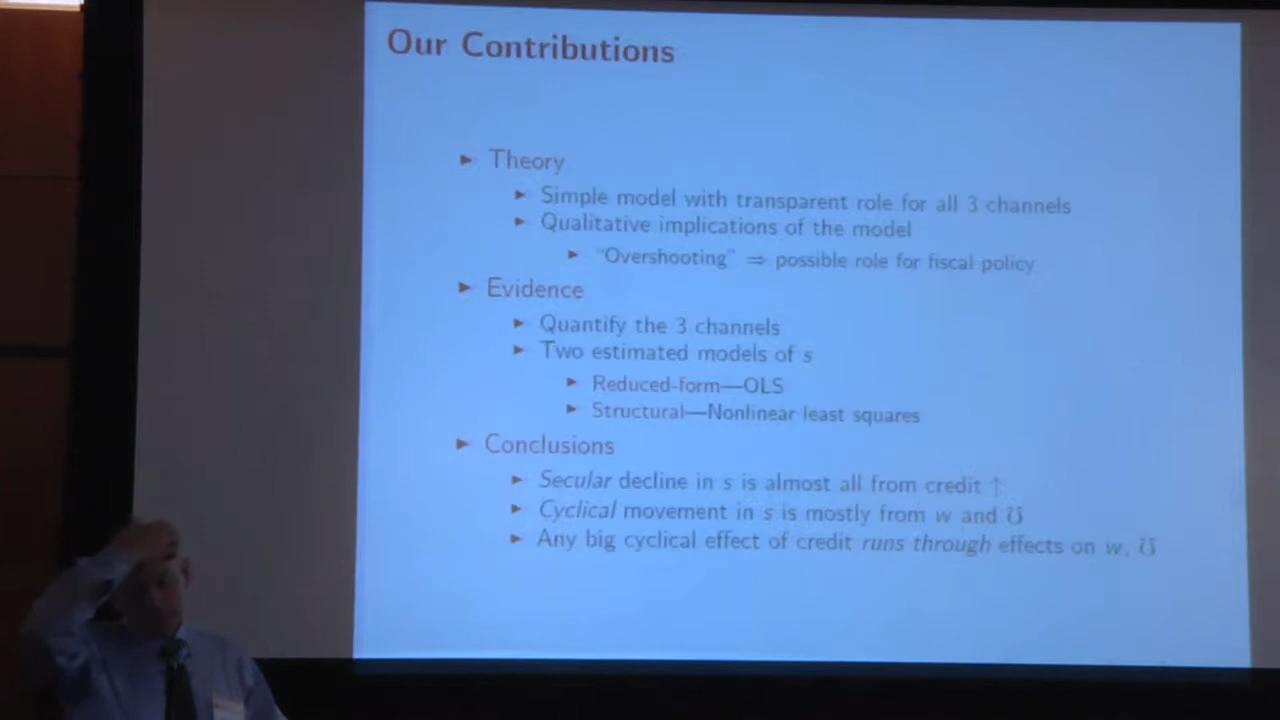 Our Contributions
► Theory
► Simple model with transparent role for all 3 channels
► Qualitative implications of the model
► "Overshooting" ⇒ possible role for fiscal policy
► Evidence
► Quantify the 3 channels
► Two estimated models of s
► Reduced-form—OLS
► Structural—Nonlinear least squares
► Conclusions
► Secular decline in s is almost all from credit ↑
► Cyclical movement in s is mostly from w and ℧
► Any big cyclical effect of credit runs through effects on w, ℧